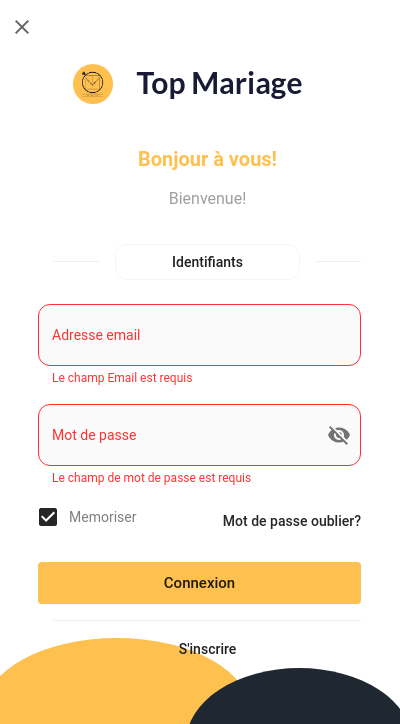 Top Mariage
Bonjour à vous!
Bienvenue!
Identifiants
Adresse email
Le champ Email est requis
Mot de passe
Le champ de mot de passe est requis
Memoriser
Mot de passe oublier?
Connexion
S'inscrire